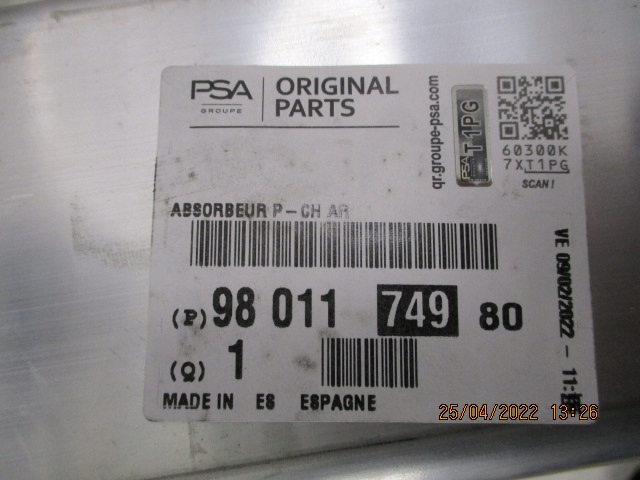 PSA
GROUPE
ORIGINAL
PARTS
qr.groupe-psa.com
PSA T1PG
60300K
7XT1PG
SCAN!
ABSORBEUR P-CH AR
(P) 98 011 749 80
(Q) 1
MADE IN ES ESPAGNE
VE 09/02/2022 - 11:
25/04/2022 13:26